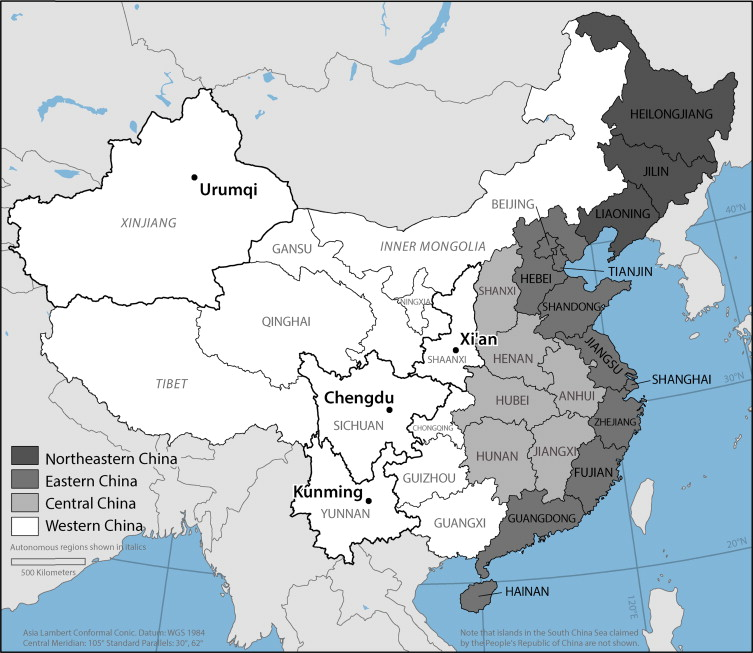 HEILONGJIANG
JILIN
LIAONING
Urumqi
XINJIANG
BEIJING
40°N
GANSU
INNER MONGOLIA
TIANJIN
HEBEI
SHANXI
NINGXIA
SHANDONG
QINGHAI
Xi'an
SHAANXI
HENAN
JIANGSU
30°N
SHANGHAI
TIBET
Chengdu
SICHUAN
HUBEI
ANHUI
CHONGQING
ZHEJIANG
HUNAN
JIANGXI
Northeastern China
Eastern China
Central China
Western China
GUIZHOU
FUJIAN
Kunming
YUNNAN
GUANGXI
GUANGDONG
Autonomous regions shown in italics
500 Kilometers
20°N
HAINAN
120°E
Asia Lambert Conformal Conic. Datum: WGS 1984
Central Meridian: 105° Standard Parallels: 30°, 62°
Note that islands in the South China Sea claimed
by the People's Republic of China are not shown.